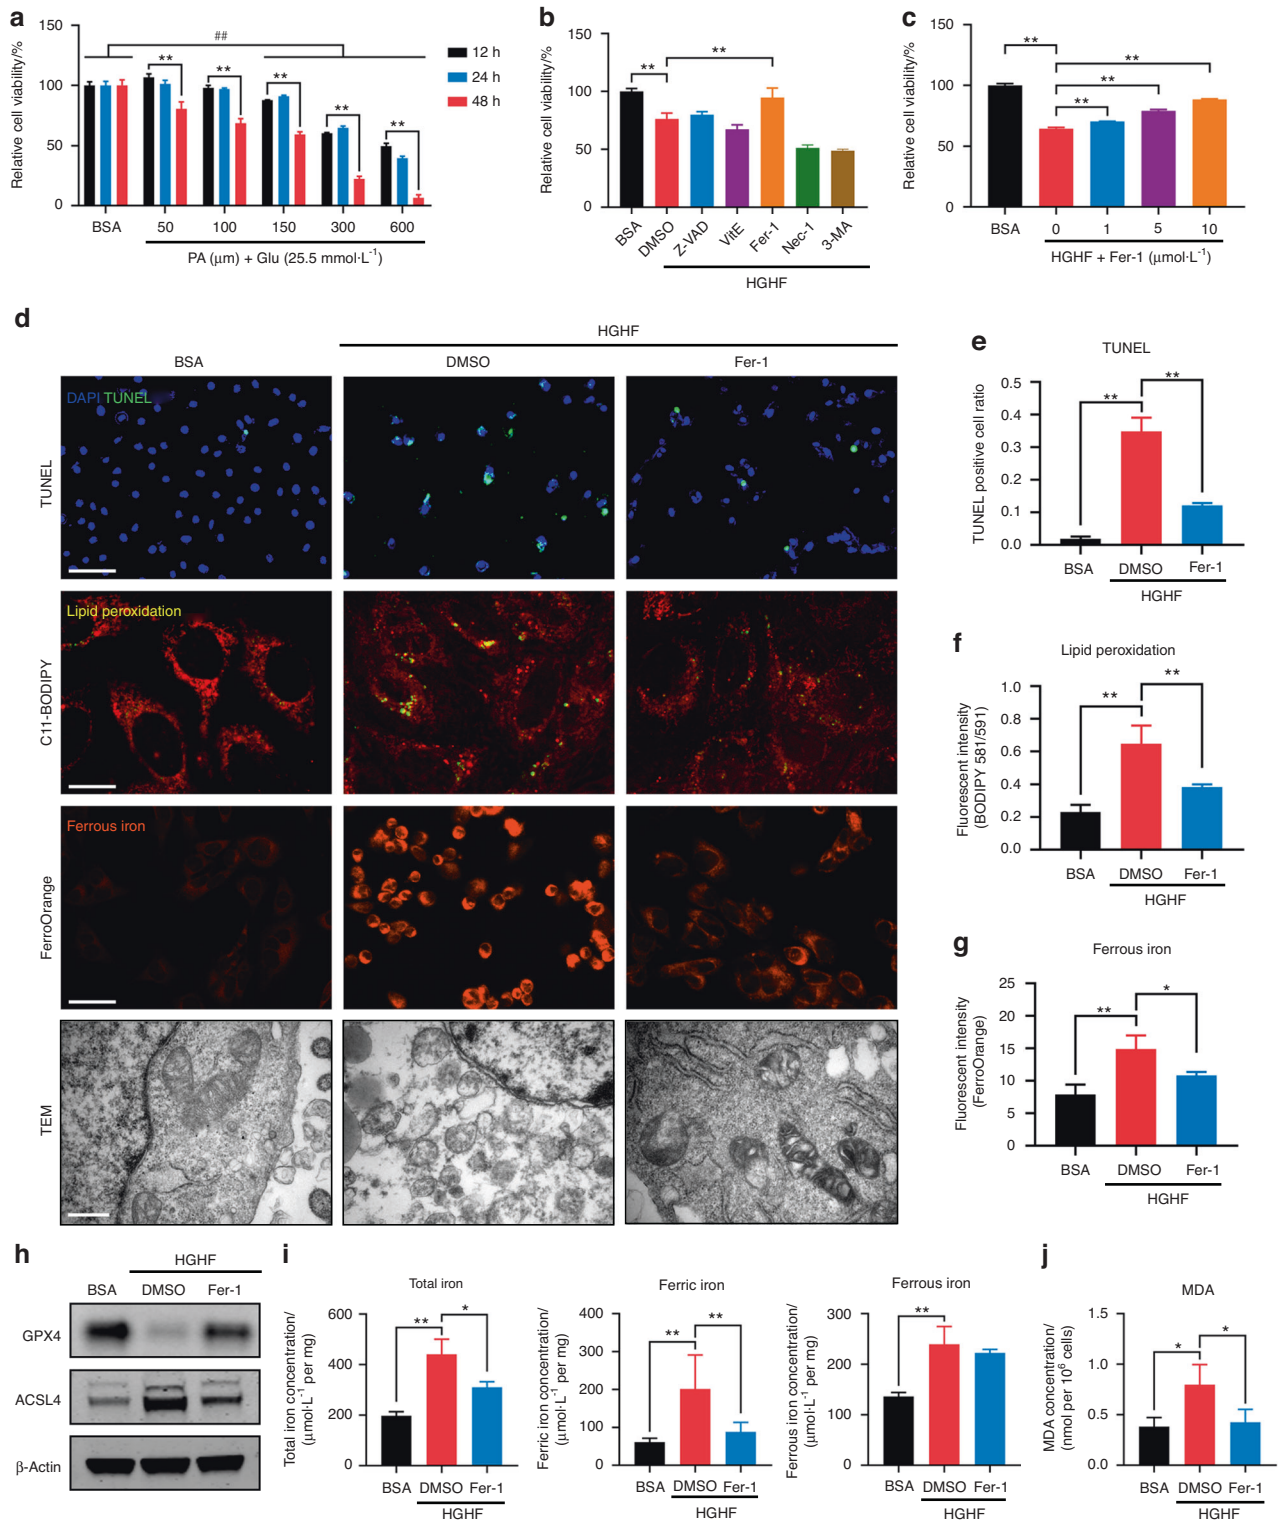 a
Relative cell viability/%
150
100
50
0
##
** ** ** ** **
12 h
24 h
48 h
BSA 50 100 150 300 600
PA (μm) + Glu (25.5 mmol·L⁻¹)
b
Relative cell viability/%
150
100
50
0
** **
BSA DMSO Z-VAD VitE Fer-1 Nec-1 3-MA
HGHF
c
Relative cell viability/%
150
100
50
0
** ** ** **
BSA 0 1 5 10
HGHF + Fer-1 (μmol·L⁻¹)
d
HGHF
BSA DMSO Fer-1
TUNEL
DAPI TUNEL
C11-BODIPY
Lipid peroxidation
FerroOrange
Ferrous iron
TEM
e
TUNEL
TUNEL positive cell ratio
0.5
0.4
0.3
0.2
0.1
0.0
** **
BSA DMSO Fer-1
HGHF
f
Lipid peroxidation
Fluorescent intensity
(BODIPY 581/591)
1.0
0.8
0.6
0.4
0.2
0.0
** **
BSA DMSO Fer-1
HGHF
g
Ferrous iron
Fluorescent intensity
(FerroOrange)
25
20
15
10
5
0
** *
BSA DMSO Fer-1
HGHF
h
HGHF
BSA DMSO Fer-1
GPX4
ACSL4
β-Actin
i
Total iron
Total iron concentration/
(μmol·L⁻¹ per mg)
600
400
200
0
** *
BSA DMSO Fer-1
HGHF
Ferric iron
Ferric iron concentration/
(μmol·L⁻¹ per mg)
400
300
200
100
0
** **
BSA DMSO Fer-1
HGHF
Ferrous iron
Ferrous iron concentration/
(μmol·L⁻¹ per mg)
300
200
100
0
**
BSA DMSO Fer-1
HGHF
j
MDA
MDA concentration/
(nmol per 10⁶ cells)
1.5
1.0
0.5
0.0
* *
BSA DMSO Fer-1
HGHF